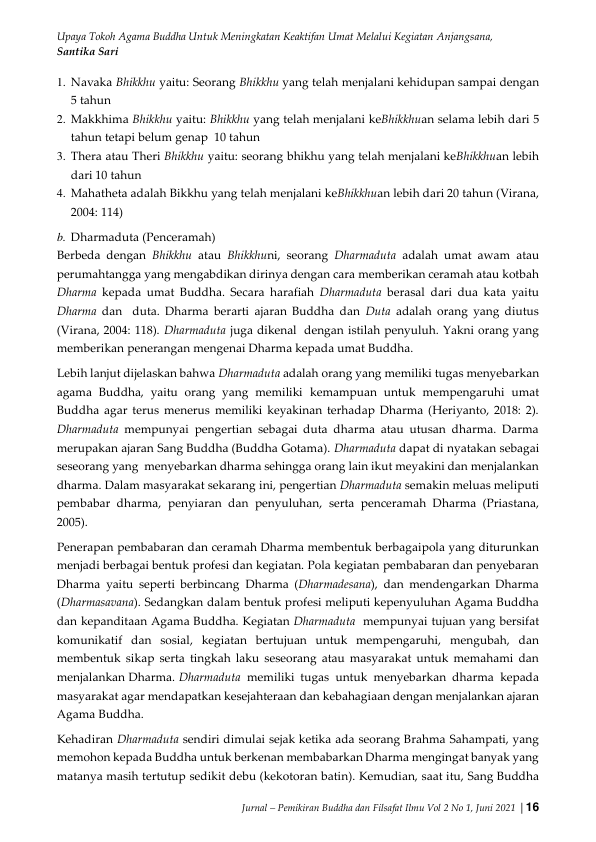 Upaya Tokoh Agama Buddha Untuk Meningkatan Keaktifan Umat Melalui Kegiatan Anjangsana,
Santika Sari
1. Navaka Bhikkhu yaitu: Seorang Bhikkhu yang telah menjalani kehidupan sampai dengan
5 tahun
2. Makkhima Bhikkhu yaitu: Bhikkhu yang telah menjalani keBhikkhuan selama lebih dari 5
tahun tetapi belum genap 10 tahun
3. Thera atau Theri Bhikkhu yaitu: seorang bhikhu yang telah menjalani keBhikkhuan lebih
dari 10 tahun
4. Mahatheta adalah Bikkhu yang telah menjalani keBhikkhuan lebih dari 20 tahun (Virana,
2004: 114)
b. Dharmaduta (Penceramah)
Berbeda dengan Bhikkhu atau Bhikkhuni, seorang Dharmaduta adalah umat awam atau
perumahtangga yang mengabdikan dirinya dengan cara memberikan ceramah atau kotbah
Dharma kepada umat Buddha. Secara harafiah Dharmaduta berasal dari dua kata yaitu
Dharma dan duta. Dharma berarti ajaran Buddha dan Duta adalah orang yang diutus
(Virana, 2004: 118). Dharmaduta juga dikenal dengan istilah penyuluh. Yakni orang yang
memberikan penerangan mengenai Dharma kepada umat Buddha.
Lebih lanjut dijelaskan bahwa Dharmaduta adalah orang yang memiliki tugas menyebarkan
agama Buddha, yaitu orang yang memiliki kemampuan untuk mempengaruhi umat
Buddha agar terus menerus memiliki keyakinan terhadap Dharma (Heriyanto, 2018: 2).
Dharmaduta mempunyai pengertian sebagai duta dharma atau utusan dharma. Darma
merupakan ajaran Sang Buddha (Buddha Gotama). Dharmaduta dapat di nyatakan sebagai
seseorang yang menyebarkan dharma sehingga orang lain ikut meyakini dan menjalankan
dharma. Dalam masyarakat sekarang ini, pengertian Dharmaduta semakin meluas meliputi
pembabar dharma, penyiaran dan penyuluhan, serta penceramah Dharma (Priastana,
2005).
Penerapan pembabaran dan ceramah Dharma membentuk berbagaipola yang diturunkan
menjadi berbagai bentuk profesi dan kegiatan. Pola kegiatan pembabaran dan penyebaran
Dharma yaitu seperti berbincang Dharma (Dharmadesana), dan mendengarkan Dharma
(Dharmasavana). Sedangkan dalam bentuk profesi meliputi kepenyuluhan Agama Buddha
dan kepanditaan Agama Buddha. Kegiatan Dharmaduta mempunyai tujuan yang bersifat
komunikatif dan sosial, kegiatan bertujuan untuk mempengaruhi, mengubah, dan
membentuk sikap serta tingkah laku seseorang atau masyarakat untuk memahami dan
menjalankan Dharma. Dharmaduta memiliki tugas untuk menyebarkan dharma kepada
masyarakat agar mendapatkan kesejahteraan dan kebahagiaan dengan menjalankan ajaran
Agama Buddha.
Kehadiran Dharmaduta sendiri dimulai sejak ketika ada seorang Brahma Sahampati, yang
memohon kepada Buddha untuk berkenan membabarkan Dharma mengingat banyak yang
matanya masih tertutup sedikit debu (kekotoran batin). Kemudian, saat itu, Sang Buddha
Jurnal – Pemikiran Buddha dan Filsafat Ilmu Vol 2 No 1, Juni 2021 | 16